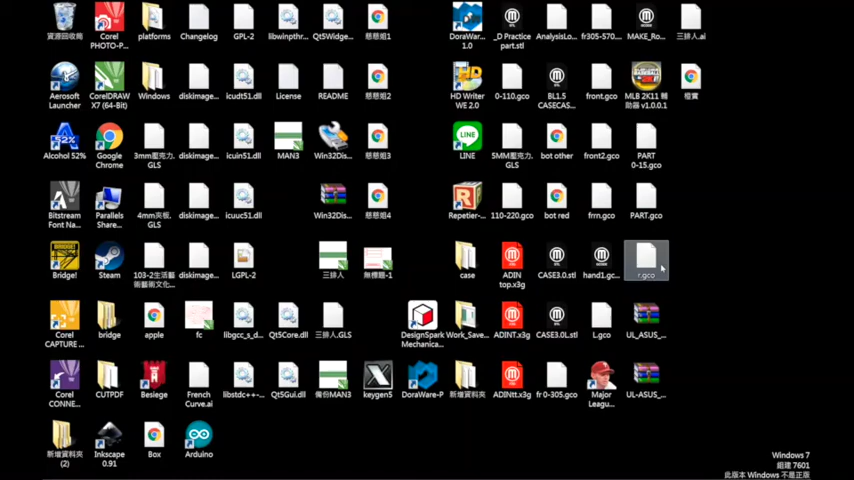 資源回收筒
Corel
PHOTO-P...
platforms
Changelog
GPL-2
libwinpthr...
Qt5Widge...
慈慈姐1
DoraWar...
1.0
_D Practice
part.stl
AnalysisLo...
fr305-570....
MAKE_Ro...
三排人.ai
Aerosoft
Launcher
CorelDRAW
X7 (64-Bit)
Windows
diskimage...
icudt51.dll
License
README
慈慈姐2
HD Writer
WE 2.0
0-110.gco
BL1.5
CASECAS...
front.gco
MLB 2K11 輔
助器 v1.0.0.1
Alcohol 52%
Google
Chrome
3mm壓克力.
GLS
diskimage...
icuin51.dll
MAN3
Win32Dis...
慈慈姐3
LINE
5MM壓克力.
GLS
bot other
front2.gco
PART
0-15.gco
Bitstream
Font Na...
Parallels
Share...
4mm夾板.
GLS
diskimage...
icuuc51.dll
Win32Dis...
慈慈姐4
Repetier-...
110-220.gco
bot red
frrn.gco
PART.gco
Bridge!
Steam
103-2生活藝
術藝術文化...
diskimage...
LGPL-2
三排人
無標題-1
case
ADIN
top.x3g
CASE3.0.stl
hand1.gc...
r.gco
Corel
CAPTURE ...
bridge
apple
fc
libgcc_s_d...
Qt5Core.dll
三排人.GLS
DesignSpark
Mechanica...
Work_Save...
ADINT.x3g
CASE3.0L.stl
L.gco
UL_ASUS_...
Corel
CONNE...
CUTPDF
Besiege
French
Curve.ai
libstdc++-...
Qt5Gui.dll
備份MAN3
keygen5
DoraWare-P
新增資料夾
ADINtt.x3g
fr 0-305.gco
Major
Leagu...
UL-ASUS_...
新增資料夾
(2)
Inkscape
0.91
Box
Arduino
Windows 7
組建 7601
此版本 Windows 不是正版